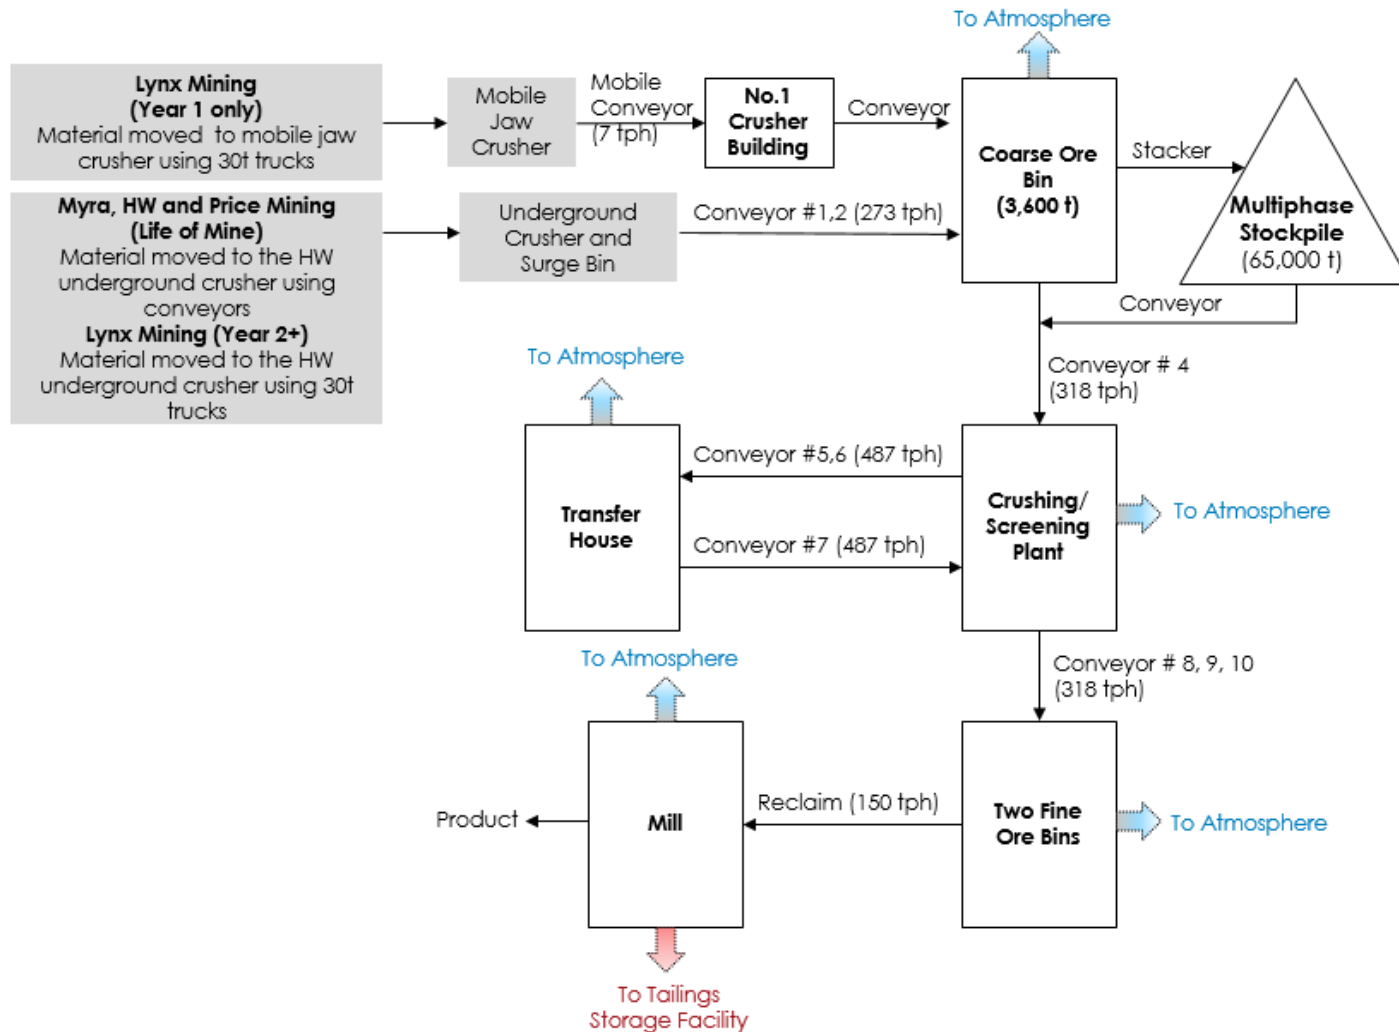 To Atmosphere
Lynx Mining
(Year 1 only)
Material moved to mobile jaw
crusher using 30t trucks
Mobile
Jaw
Crusher
Mobile
Conveyor
(7 tph)
No.1
Crusher
Building
Conveyor
Coarse Ore
Bin
(3,600 t)
Stacker
Multiphase
Stockpile
(65,000 t)
Myra, HW and Price Mining
(Life of Mine)
Material moved to the HW
underground crusher using
conveyors
Lynx Mining (Year 2+)
Material moved to the HW
underground crusher using 30t
trucks
Underground
Crusher and
Surge Bin
Conveyor #1,2 (273 tph)
Conveyor
Conveyor # 4
(318 tph)
To Atmosphere
Transfer
House
Conveyor #5,6 (487 tph)
Conveyor #7 (487 tph)
Crushing/
Screening
Plant
To Atmosphere
Conveyor # 8, 9, 10
(318 tph)
To Atmosphere
Product
Mill
Reclaim (150 tph)
Two Fine
Ore Bins
To Atmosphere
To Tailings
Storage Facility